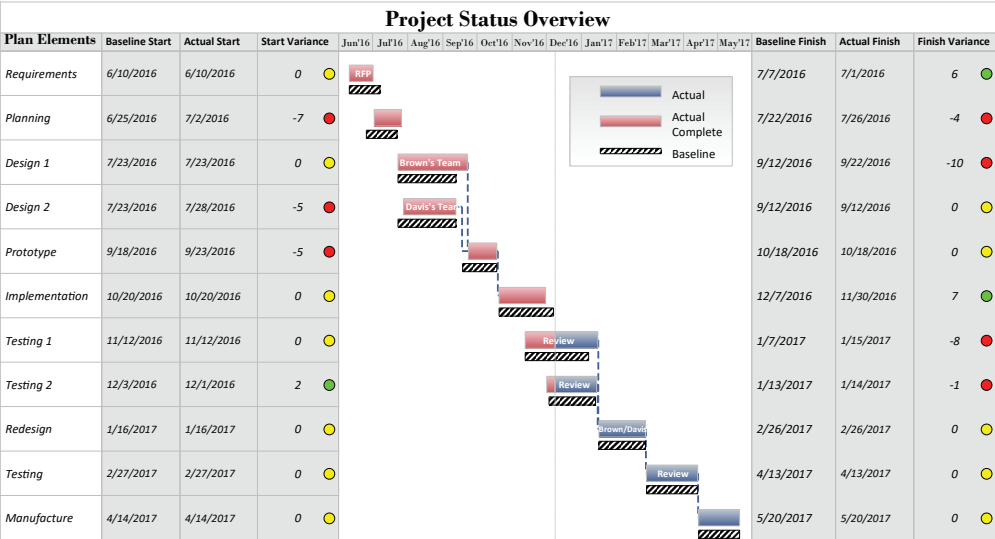 Project Status Overview
Plan Elements Baseline Start Actual Start Start Variance Jun'16 Jul'16 Aug'16 Sep'16 Oct'16 Nov'16 Dec'16 Jan'17 Feb'17 Mar'17 Apr'17 May'17 Baseline Finish Actual Finish Finish Variance
Requirements 6/10/2016 6/10/2016 0 RFP 7/7/2016 7/1/2016 6
Actual
Actual
Complete
Baseline
Planning 6/25/2016 7/2/2016 -7 7/22/2016 7/26/2016 -4
Design 1 7/23/2016 7/23/2016 0 Brown's Team 9/12/2016 9/22/2016 -10
Design 2 7/23/2016 7/28/2016 -5 Davis's Team 9/12/2016 9/12/2016 0
Prototype 9/18/2016 9/23/2016 -5 10/18/2016 10/18/2016 0
Implementation 10/20/2016 10/20/2016 0 12/7/2016 11/30/2016 7
Testing 1 11/12/2016 11/12/2016 0 Review 1/7/2017 1/15/2017 -8
Testing 2 12/3/2016 12/1/2016 2 Review 1/13/2017 1/14/2017 -1
Redesign 1/16/2017 1/16/2017 0 Brown/Davis 2/26/2017 2/26/2017 0
Testing 2/27/2017 2/27/2017 0 Review 4/13/2017 4/13/2017 0
Manufacture 4/14/2017 4/14/2017 0 5/20/2017 5/20/2017 0